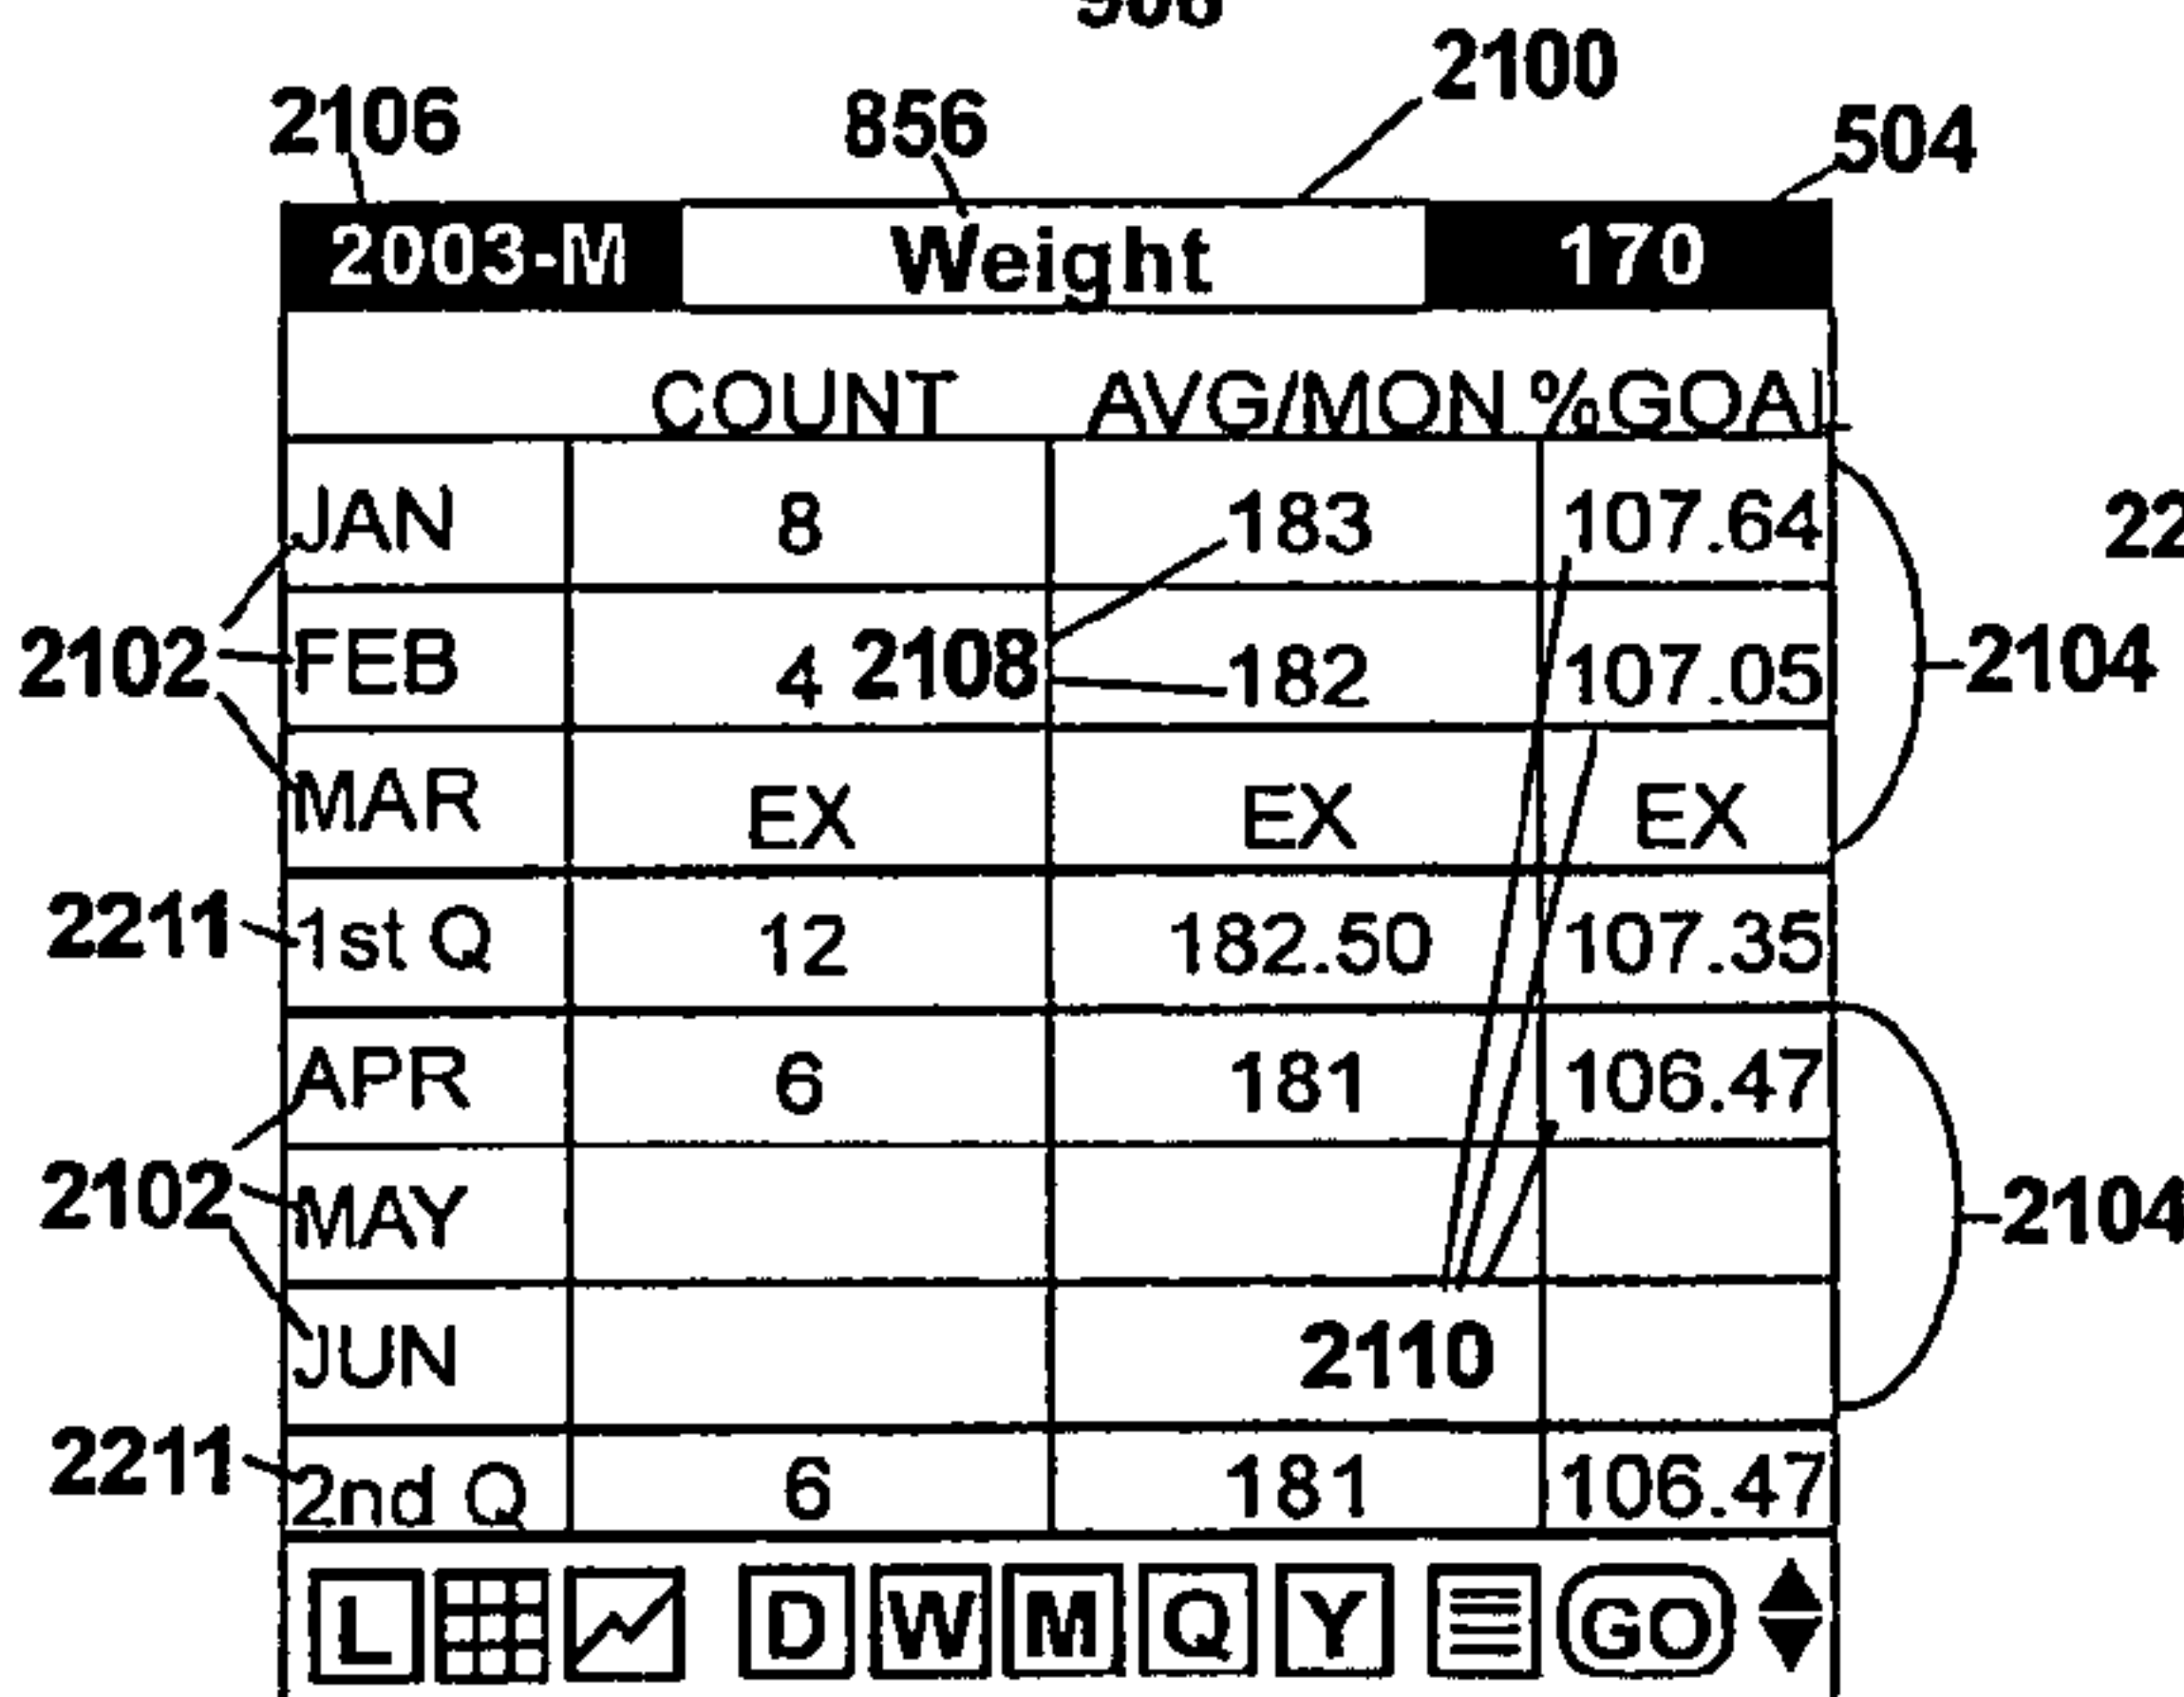 2100
2106 856 504
2003-M Weight 170
COUNT AVG/MON %GOAL
JAN 8 183 107.64
2102 FEB 4 2108 182 107.05 2104
MAR EX EX EX
2211 1st Q 12 182.50 107.35
APR 6 181 106.47
2102 MAY 2104
JUN 2110
2211 2nd Q 6 181 106.47
L D W M Q Y GO